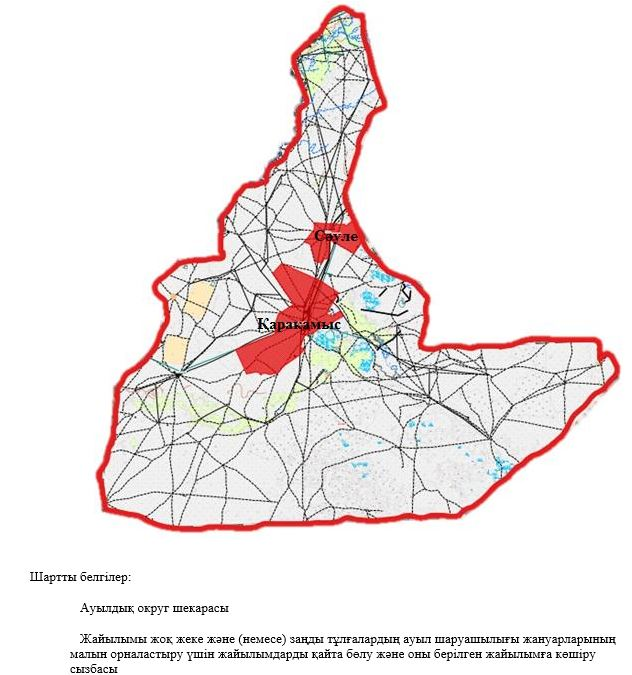 Сәуле
Қарақамыс
Шартты белгілер:
Ауылдық округ шекарасы
Жайылымы жоқ жеке және (немесе) заңды тұлғалардың ауыл шаруашылығы жануарларының
малын орналастыру үшін жайылымдарды қайта бөлу және оны берілген жайылымға көшіру
сызбасы